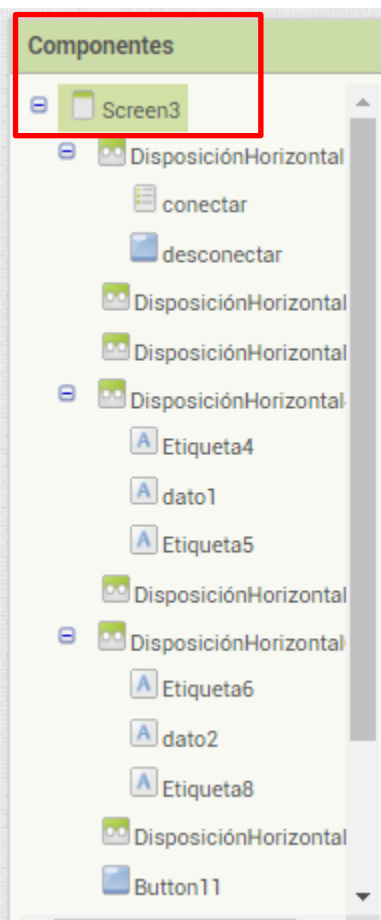 Componentes
Screen3
DisposiciónHorizontal
conectar
desconectar
DisposiciónHorizontal
DisposiciónHorizontal
DisposiciónHorizontal
A Etiqueta4
A dato1
A Etiqueta5
DisposiciónHorizontal
DisposiciónHorizontal
A Etiqueta6
A dato2
A Etiqueta8
DisposiciónHorizontal
Button11